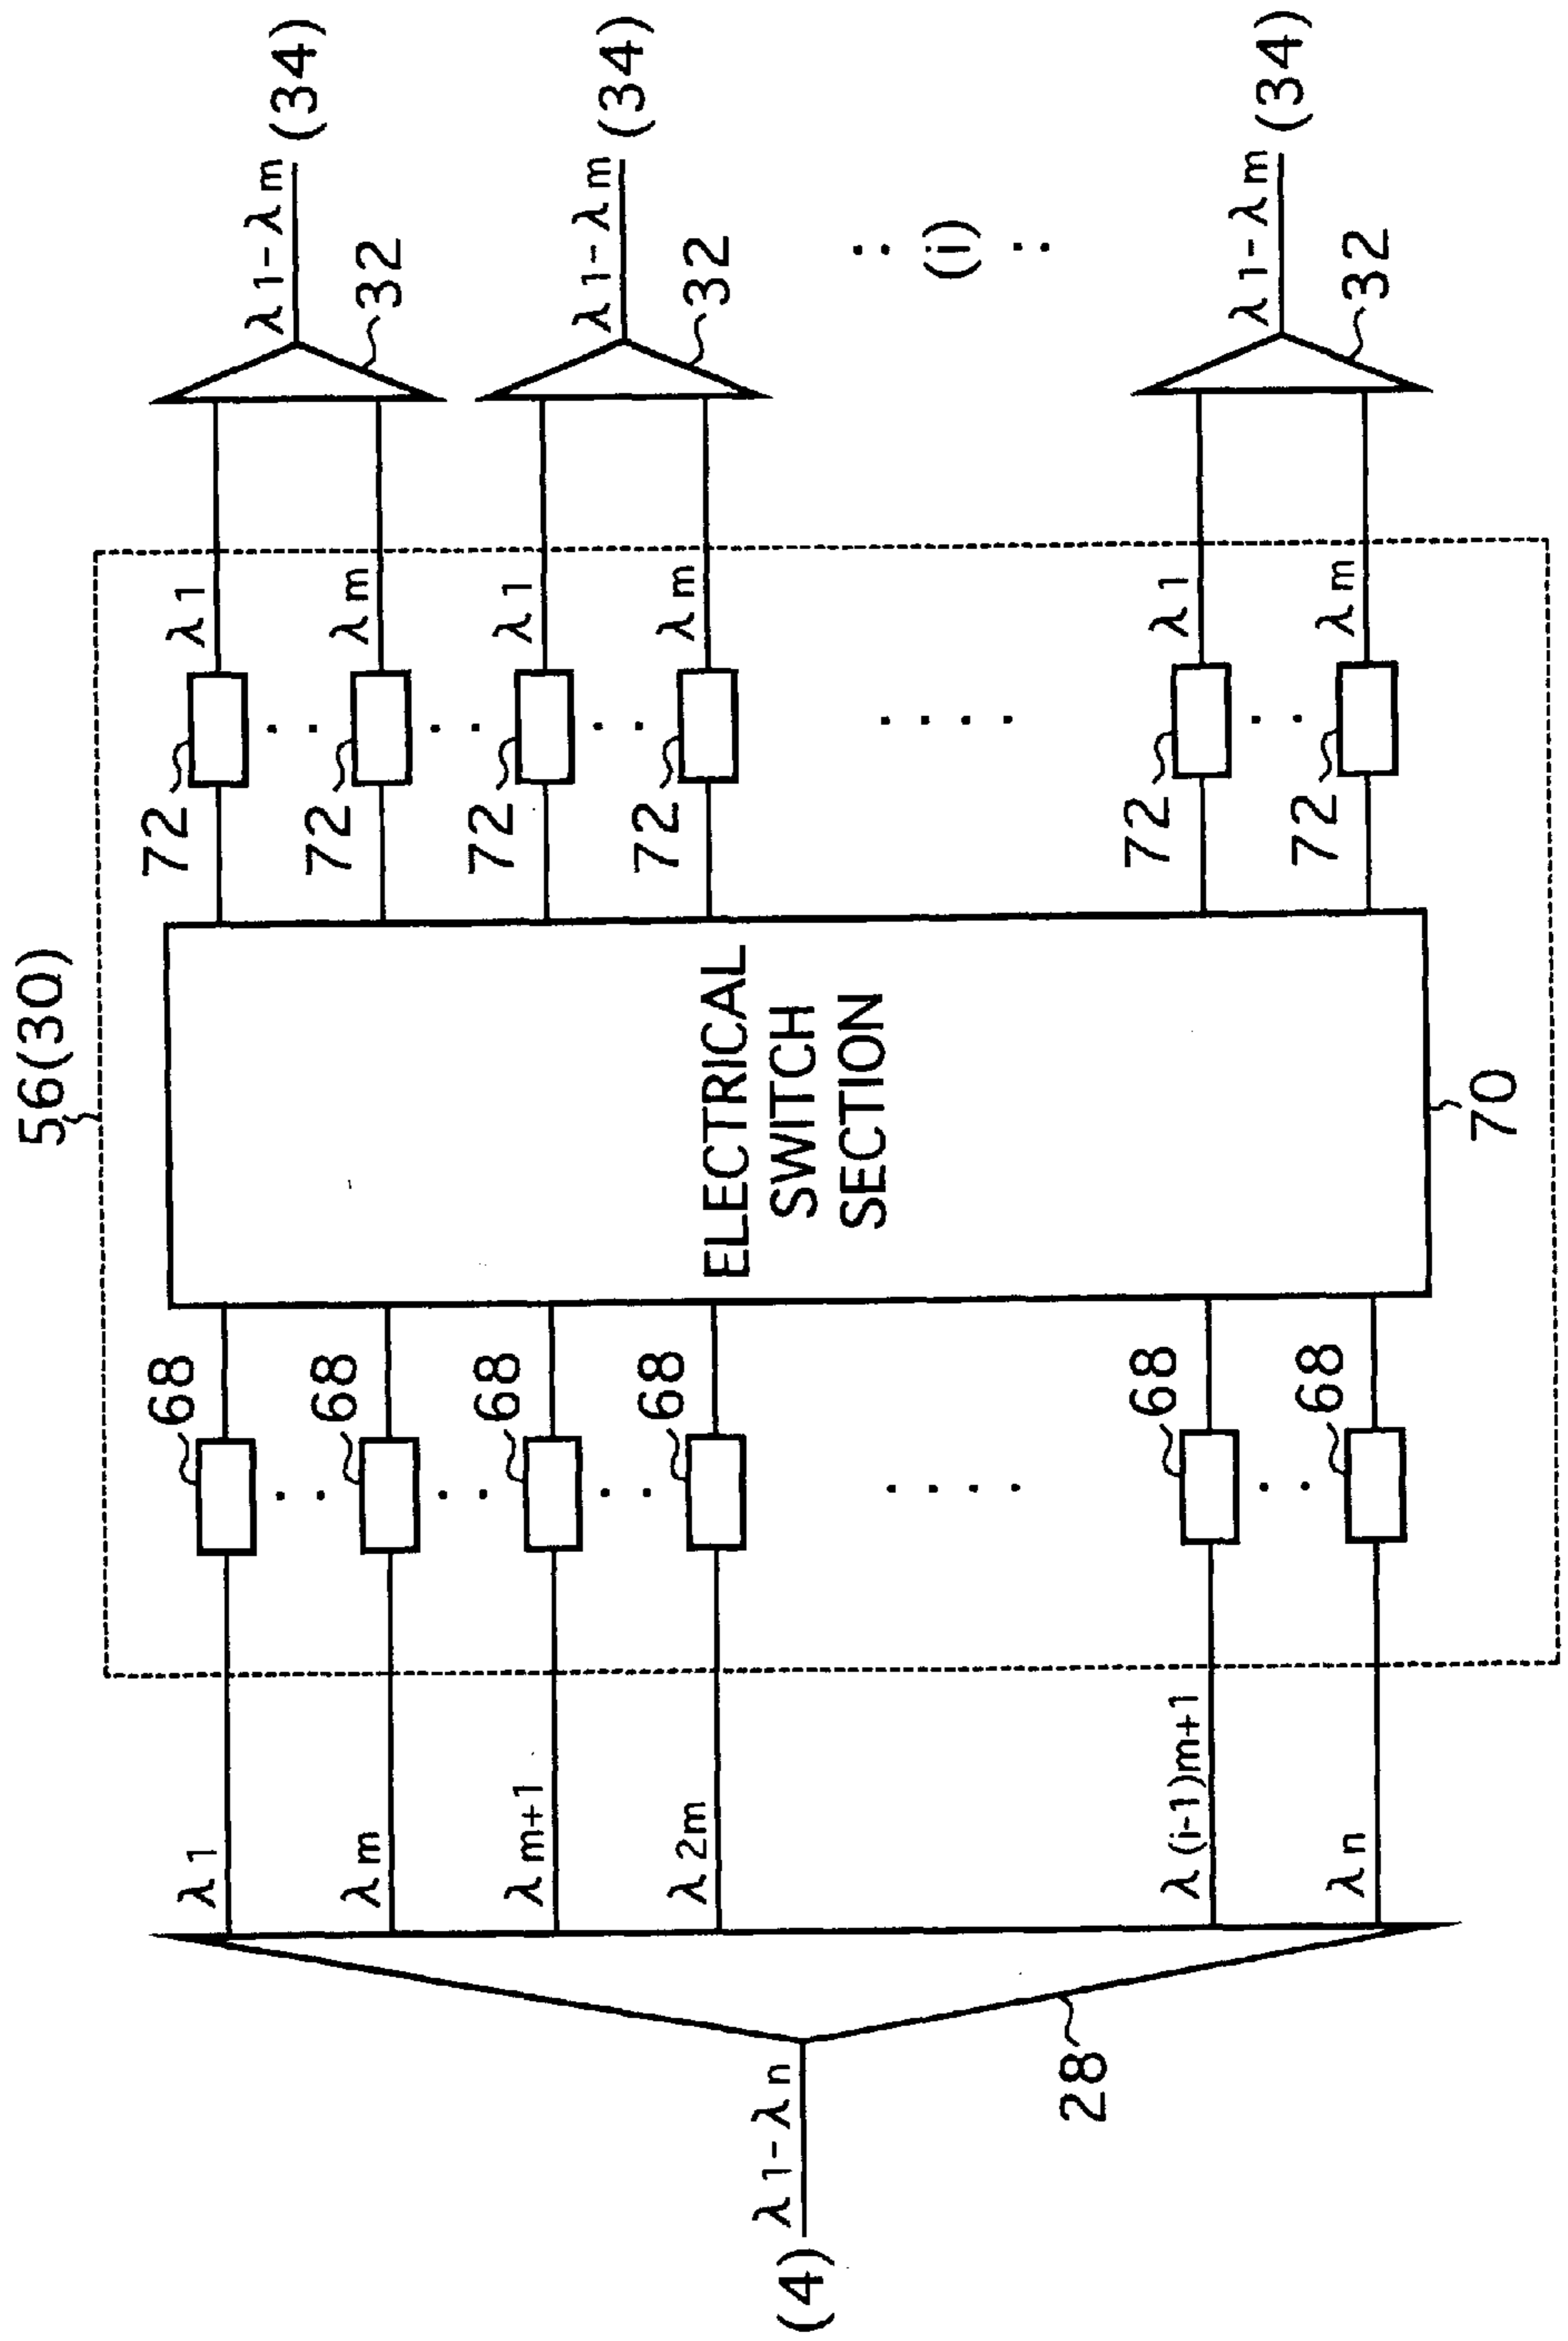 56(30)
(4)
λ1-λn
28
λ1
λm
λm+1
λ2m
λ(i-1)m+1
λn
68
68
68
68
68
68
ELECTRICAL
SWITCH
SECTION
70
72
72
72
72
72
72
λ1
λm
λ1
λm
λ1
λm
32
32
32
λ1-λm
(34)
λ1-λm
(34)
(i)
λ1-λm
(34)